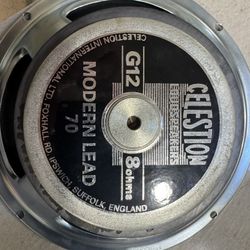 CELESTION
LOUDSPEAKERS
G12
8 ohms
MODERN LEAD
70
CELESTION INTERNATIONAL LTD. FOXHALL RD. IPSWICH, SUFFOLK, ENGLAND